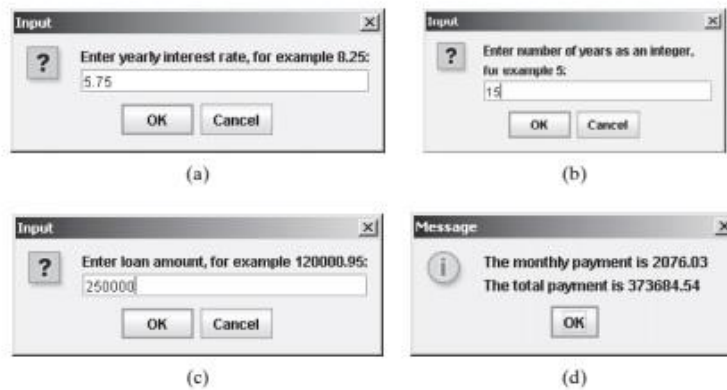 Input
Enter yearly interest rate, for example 8.25:
5.75
OK Cancel
(a)
Input
Enter number of years as an integer,
for example 5:
15
OK Cancel
(b)
Input
Enter loan amount, for example 120000.95:
250000
OK Cancel
(c)
Message
The monthly payment is 2076.03
The total payment is 373684.54
OK
(d)